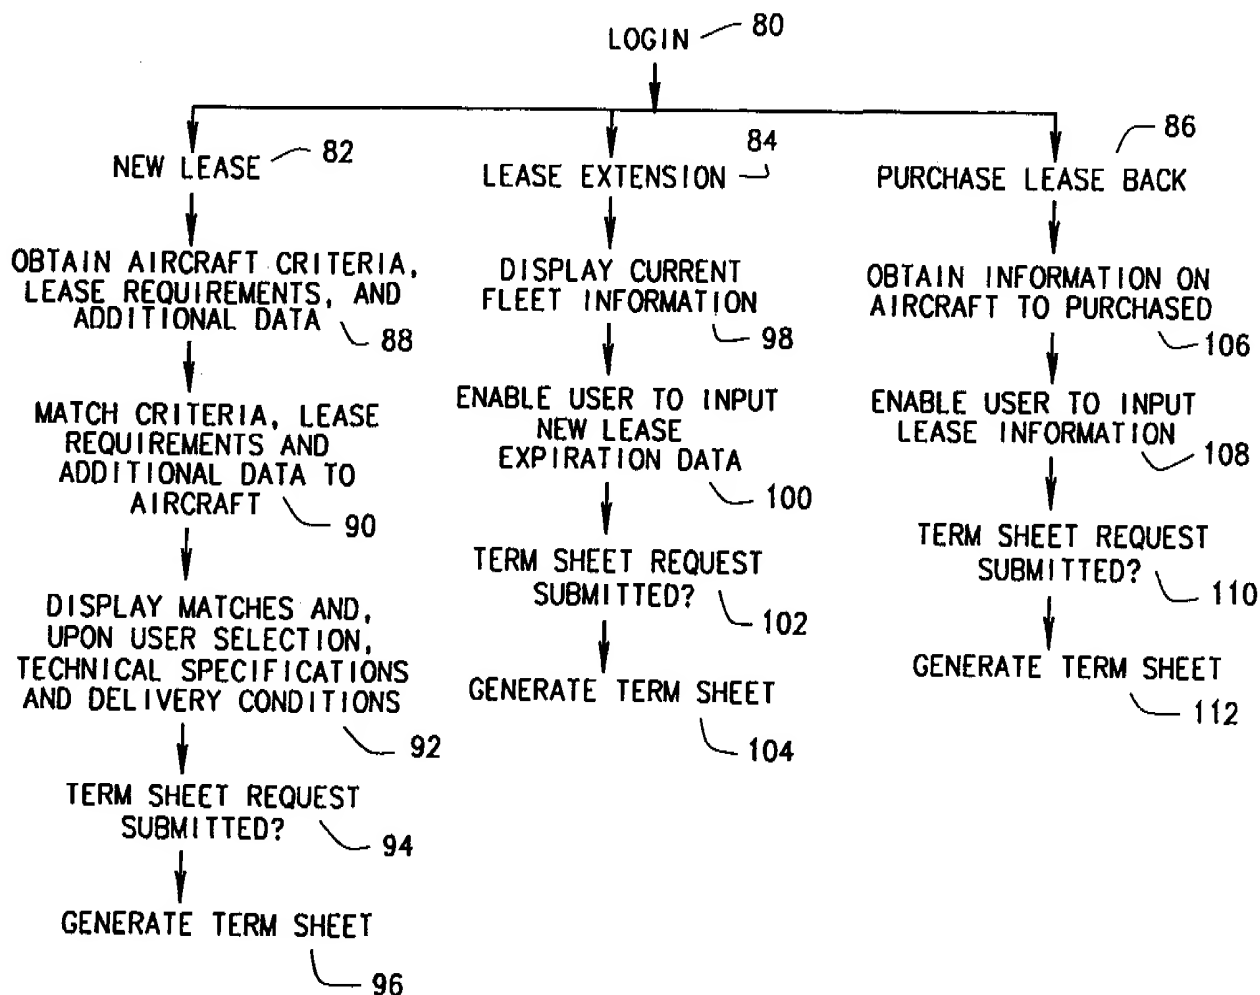 LOGIN 80
NEW LEASE 82
OBTAIN AIRCRAFT CRITERIA,
LEASE REQUIREMENTS, AND
ADDITIONAL DATA 88
MATCH CRITERIA, LEASE
REQUIREMENTS AND
ADDITIONAL DATA TO
AIRCRAFT 90
DISPLAY MATCHES AND,
UPON USER SELECTION,
TECHNICAL SPECIFICATIONS
AND DELIVERY CONDITIONS
92
TERM SHEET REQUEST
SUBMITTED? 94
GENERATE TERM SHEET
96
LEASE EXTENSION 84
DISPLAY CURRENT
FLEET INFORMATION
98
ENABLE USER TO INPUT
NEW LEASE
EXPIRATION DATA
100
TERM SHEET REQUEST
SUBMITTED? 102
GENERATE TERM SHEET
104
86
PURCHASE LEASE BACK
OBTAIN INFORMATION ON
AIRCRAFT TO PURCHASED
106
ENABLE USER TO INPUT
LEASE INFORMATION
108
TERM SHEET REQUEST
SUBMITTED? 110
GENERATE TERM SHEET
112